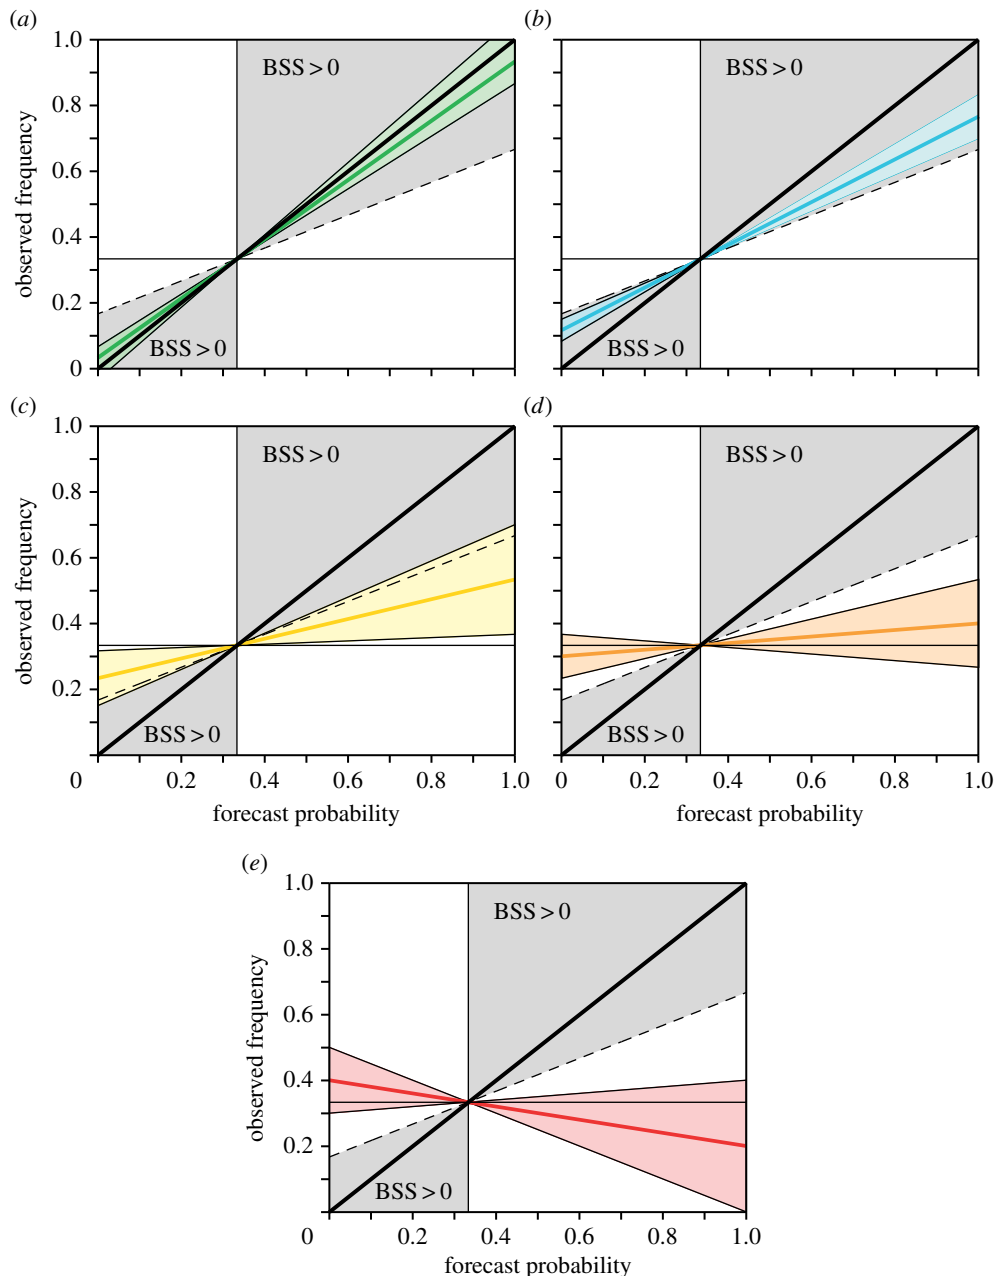 (a)
(b)
1.0
BSS > 0
BSS > 0
0.8
0.6
0.4
0.2
0
observed frequency
BSS > 0
BSS > 0
(c)
(d)
1.0
BSS > 0
BSS > 0
0.8
0.6
0.4
0.2
observed frequency
BSS > 0
BSS > 0
0 0.2 0.4 0.6 0.8 1.0
0 0.2 0.4 0.6 0.8 1.0
forecast probability
forecast probability
(e)
1.0
BSS > 0
0.8
0.6
0.4
0.2
observed frequency
BSS > 0
0 0.2 0.4 0.6 0.8 1.0
forecast probability